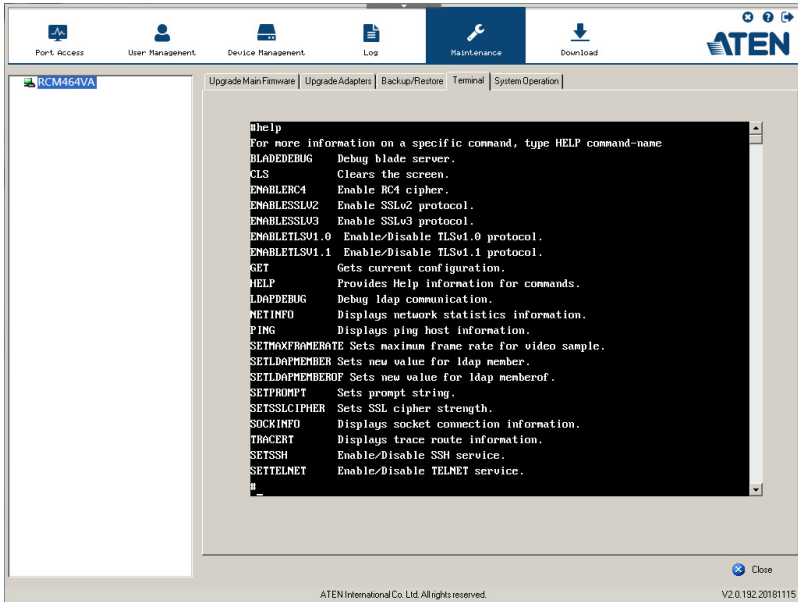 Port Access User Management Device Management Log Maintenance Download ATEN
RCM464VA
Upgrade Main Firmware Upgrade Adapters Backup/Restore Terminal System Operation
#help
For more information on a specific command, type HELP command-name
BLADEDEBUG Debug blade server.
CLS Clears the screen.
ENABLERC4 Enable RC4 cipher.
ENABLESSLV2 Enable SSLv2 protocol.
ENABLESSLV3 Enable SSLv3 protocol.
ENABLETLSV1.0 Enable/Disable TLSv1.0 protocol.
ENABLETLSV1.1 Enable/Disable TLSv1.1 protocol.
GET Gets current configuration.
HELP Provides Help information for commands.
LDAPDEBUG Debug ldap communication.
NETINFO Displays network statistics information.
PING Displays ping host information.
SETMAXFRAMERATE Sets maximum frame rate for video sample.
SETLDAPMEMBER Sets new value for ldap member.
SETLDAPMEMBEROF Sets new value for ldap memberof.
SETPROMPT Sets prompt string.
SETSSLCIPHER Sets SSL cipher strength.
SOCKINFO Displays socket connection information.
TRACERT Displays trace route information.
SETSSH Enable/Disable SSH service.
SETTELNET Enable/Disable TELNET service.
#_
Close
ATEN International Co. Ltd. All rights reserved. V2.0.192.20181115